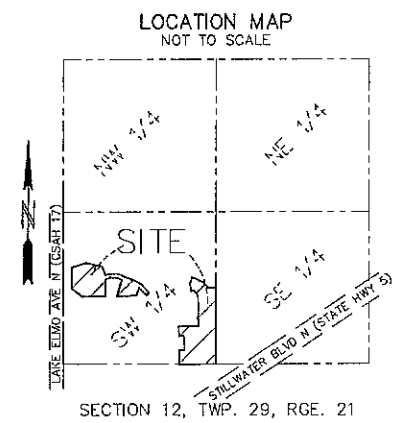 LOCATION MAP
NOT TO SCALE
NW 1/4
NE 1/4
N
LAKE ELMO AVE N (CSAH 17)
SITE
SW 1/4
SE 1/4
STILLWATER BLVD N (STATE HWY 5)
SECTION 12, TWP. 29, RGE. 21